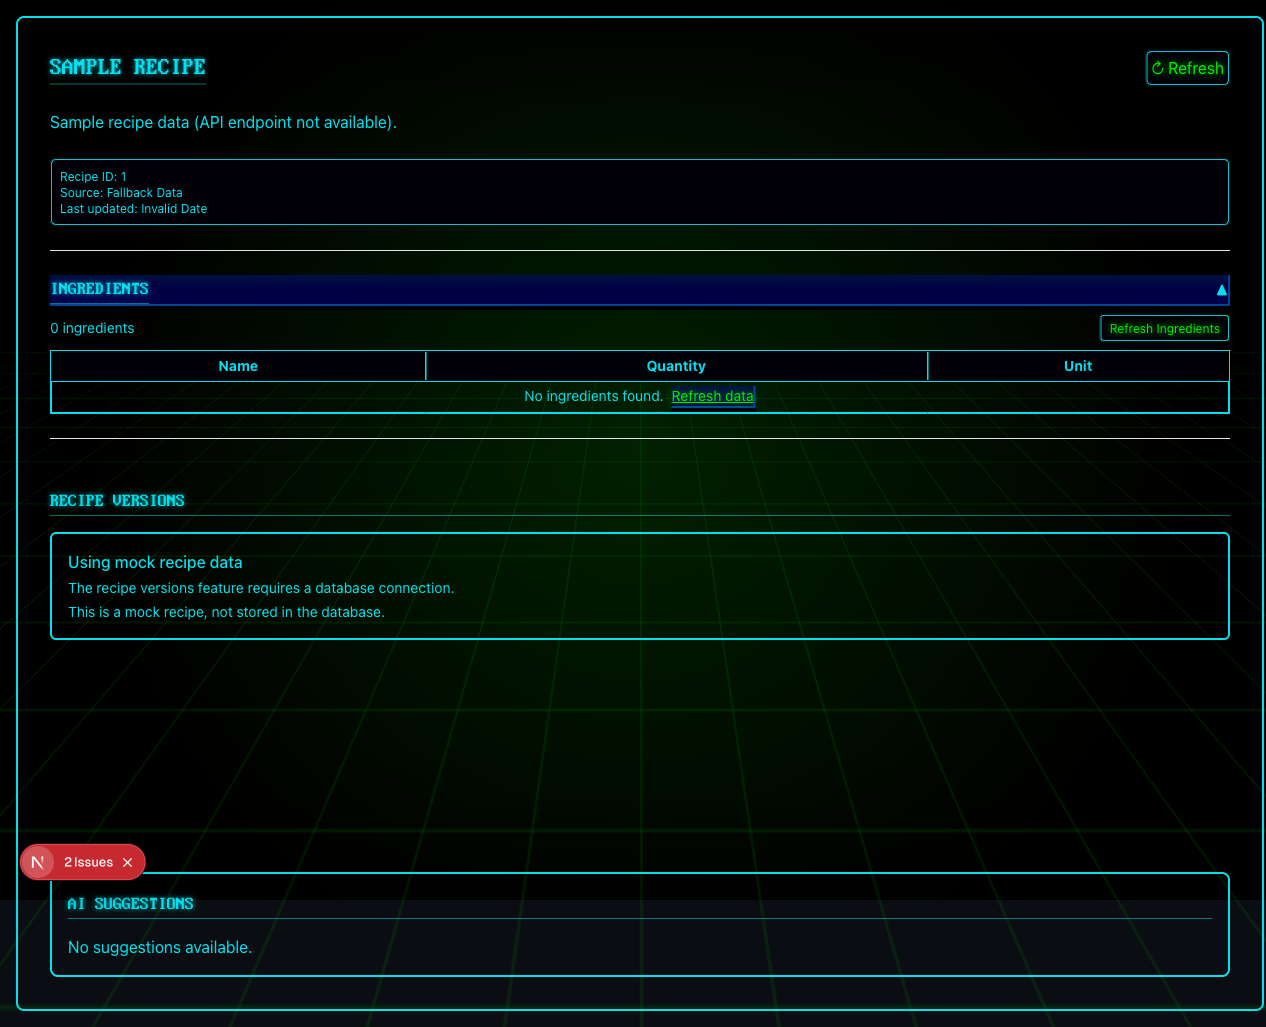 SAMPLE RECIPE
↻ Refresh
Sample recipe data (API endpoint not available).
Recipe ID: 1
Source: Fallback Data
Last updated: Invalid Date
INGREDIENTS ▲
0 ingredients
Refresh Ingredients
Name Quantity Unit
No ingredients found. Refresh data
RECIPE VERSIONS
Using mock recipe data
The recipe versions feature requires a database connection.
This is a mock recipe, not stored in the database.
N 2 Issues ×
AI SUGGESTIONS
No suggestions available.